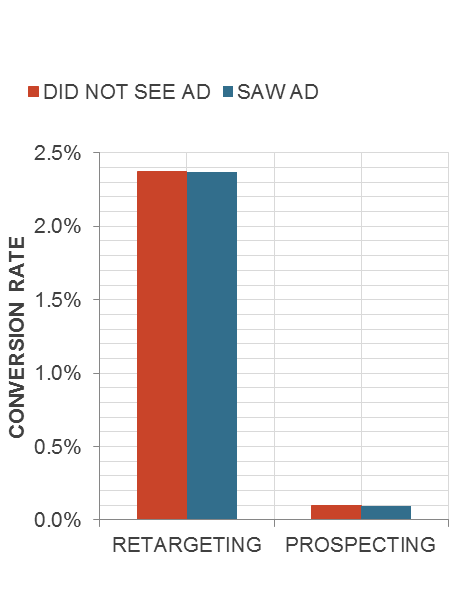 DID NOT SEE AD SAW AD
2.5%
2.0%
1.5%
1.0%
0.5%
0.0%
CONVERSION RATE
RETARGETING PROSPECTING